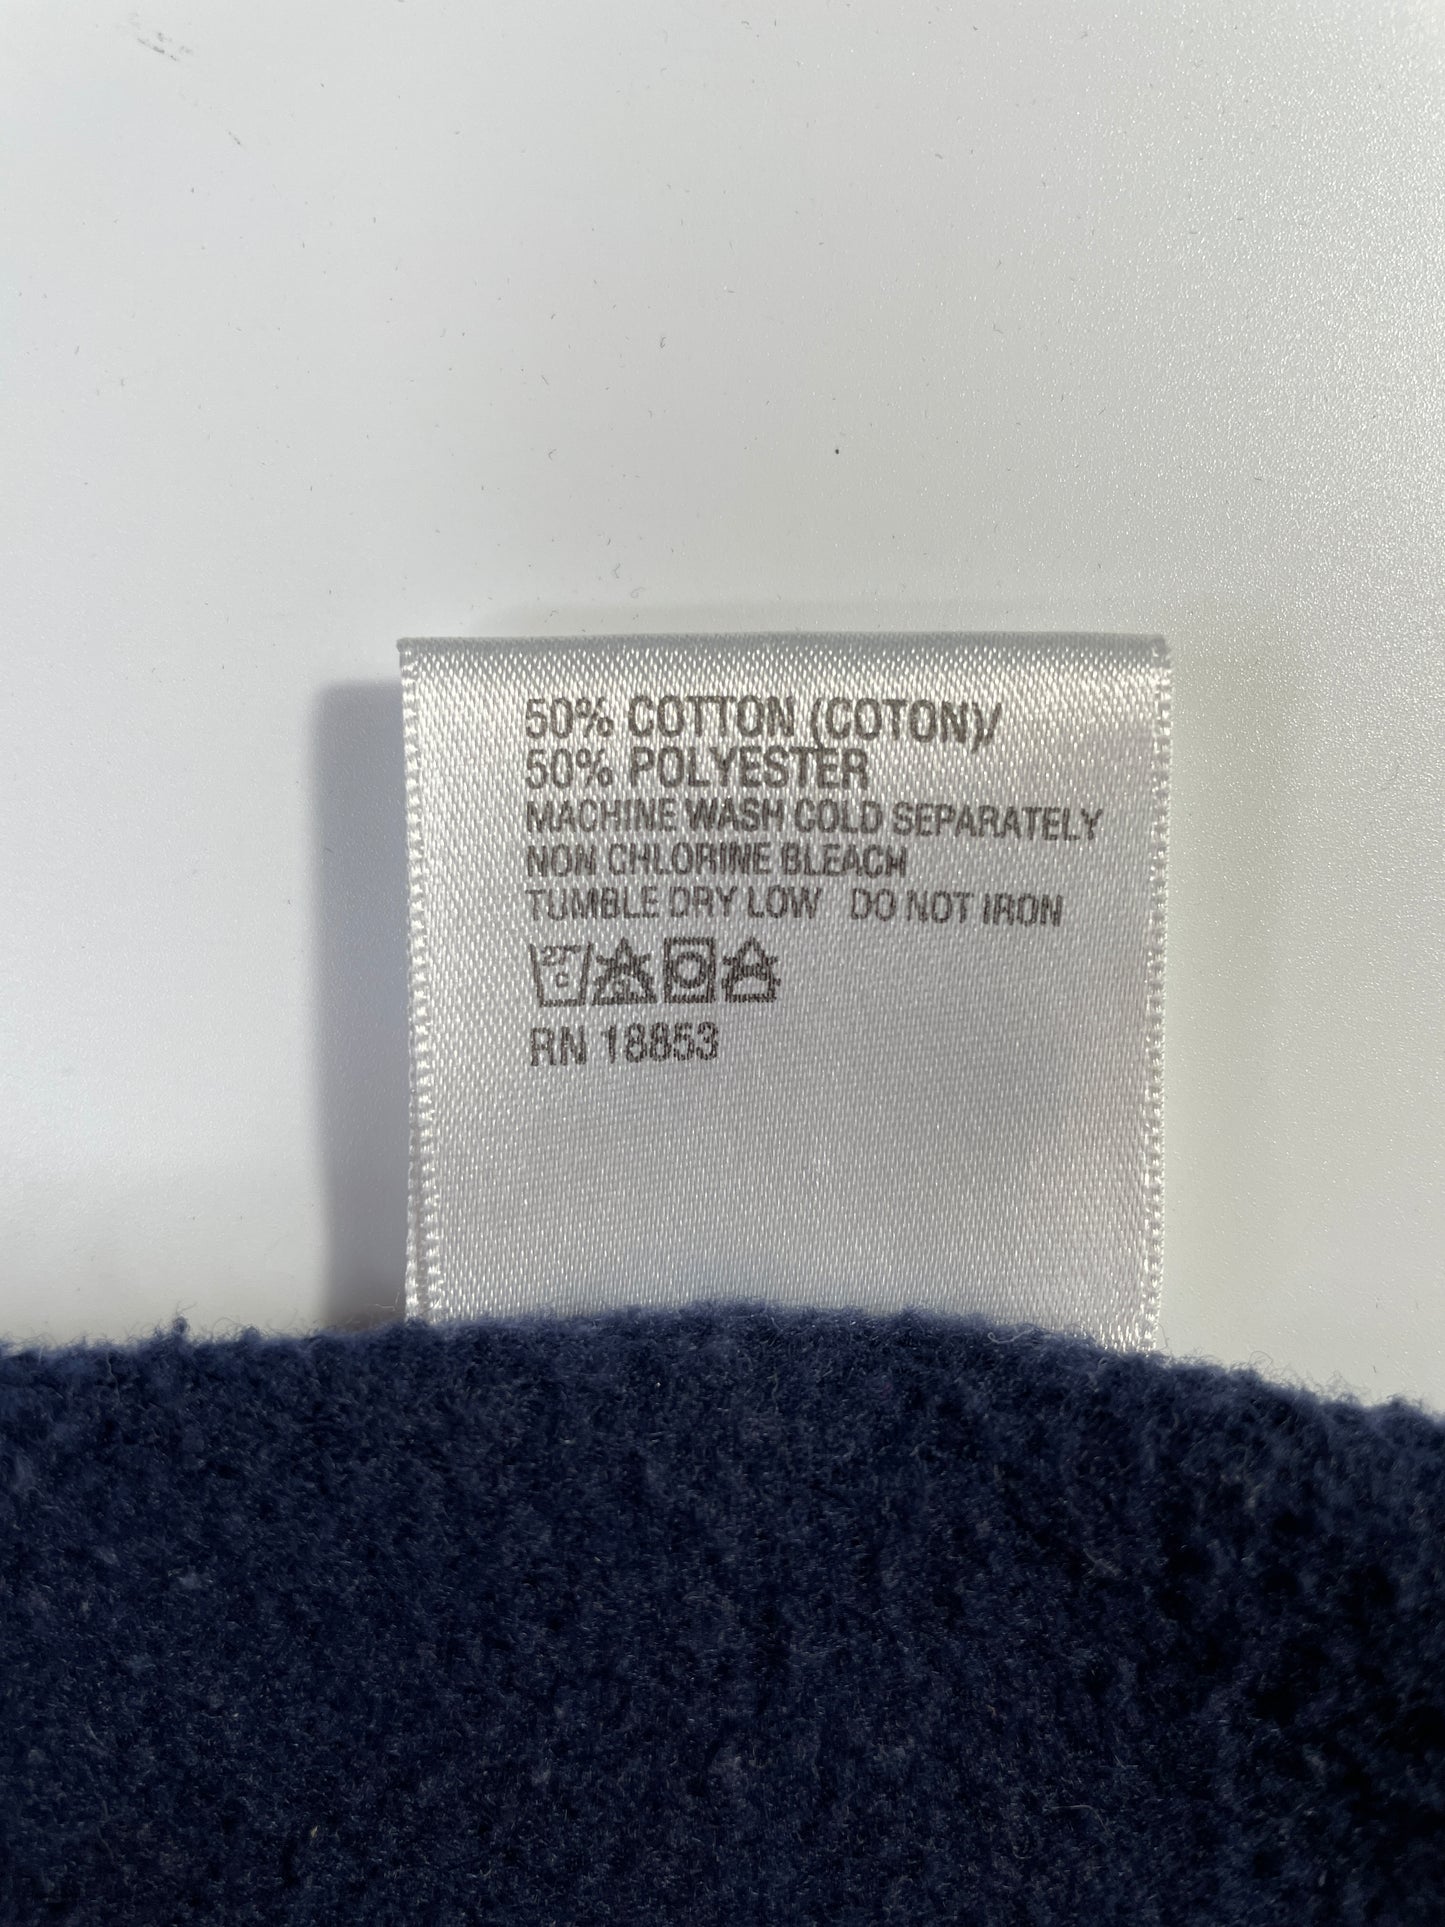 50% COTTON (COTON)/
50% POLYESTER
MACHINE WASH COLD SEPARATELY
NON CHLORINE BLEACH
TUMBLE DRY LOW DO NOT IRON
27°
C
RN 18853